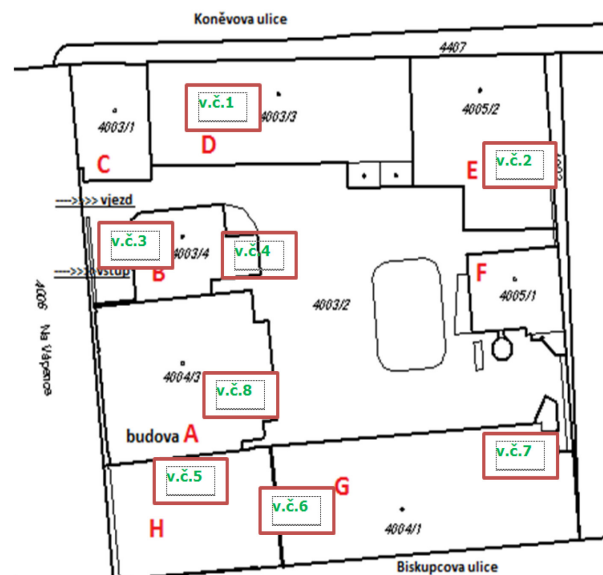 Koněvova ulice
4407
v.č.1
4003/3
4005/2
4003/1
D
C
E
v.č.2
--->>>> vjezd
v.č.3
4003/4
v.č.4
--->>>> vstup
B
F
4005/1
4003/2
4006
Na Vápence
4004/3
v.č.8
budova A
v.č.7
v.č.5
G
v.č.6
H
4004/1
Biskupcova ulice